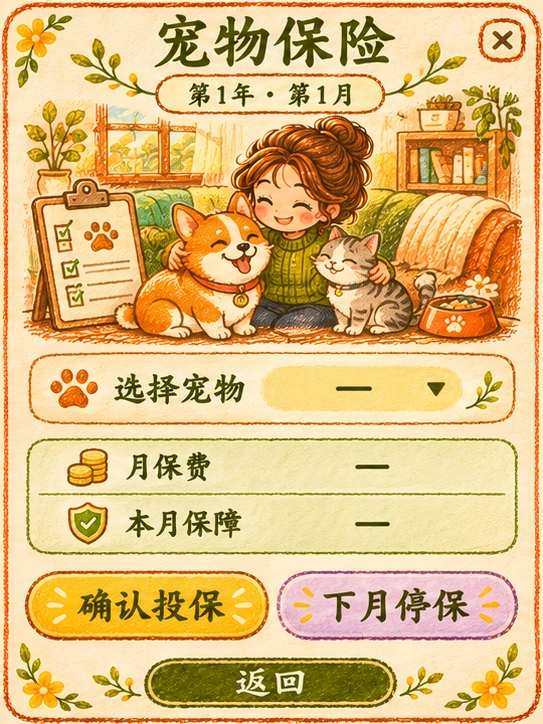 宠物保险
第1年·第1月
选择宠物 —
月保费 —
本月保障 —
确认投保
下月停保
返回